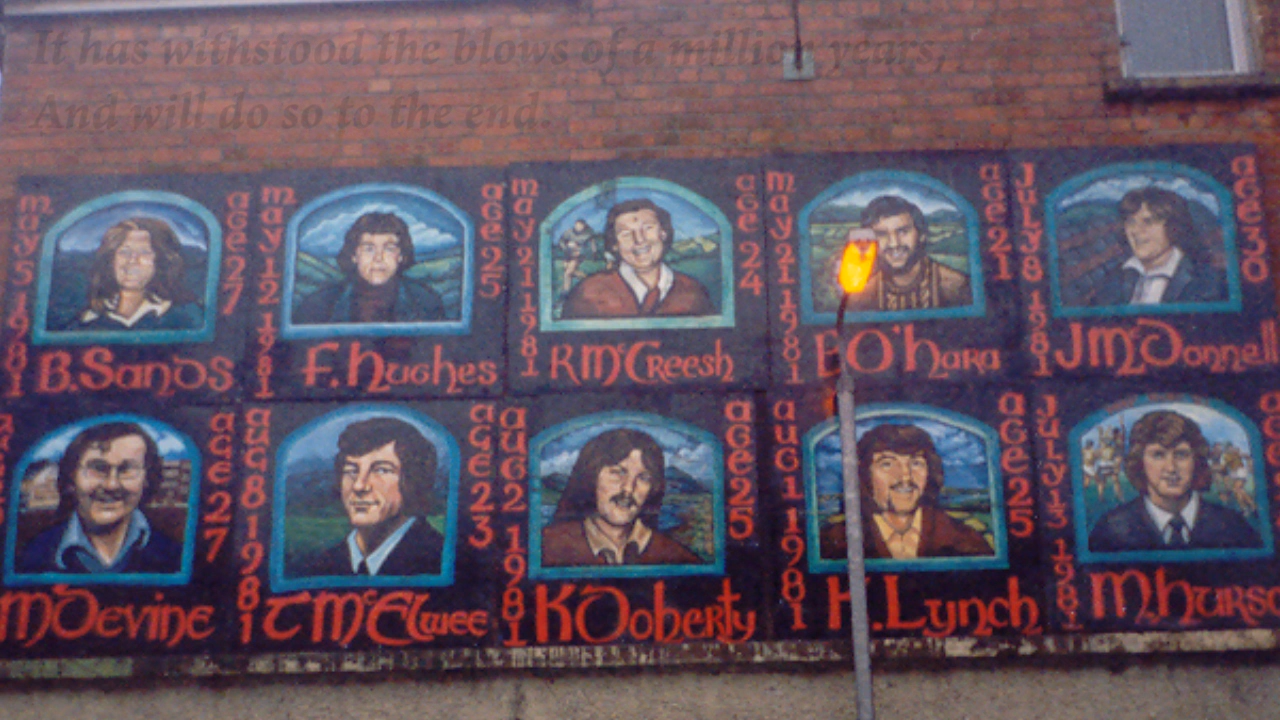 It has withstood the blows of a million years,
And will do so to the end.
may 5 1981
age 27
B.Sands
may 12 1981
age 25
F.Hughes
may 21 1981
age 24
R McCreesh
may 21 1981
age 21
O'hara
July 8 1981
age 30
J McDonnell
age 27
M Devine
aug 8 1981
age 23
T McElwee
aug 2 1981
age 25
K Doherty
aug 1 1981
age 25
K.Lynch
July 13 1981
M.hurso